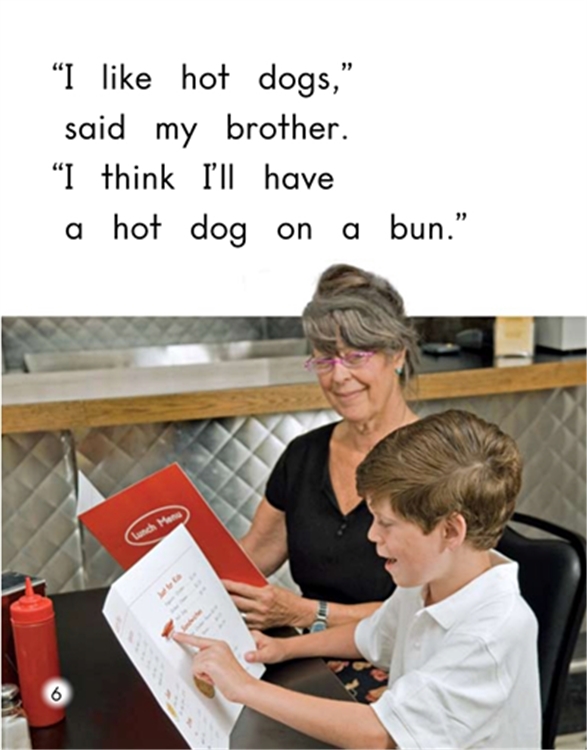 “I like hot dogs,”
said my brother.
“I think I’ll have
a hot dog on a bun.”
Lunch Menu
Just for Kids
Sandwiches
6